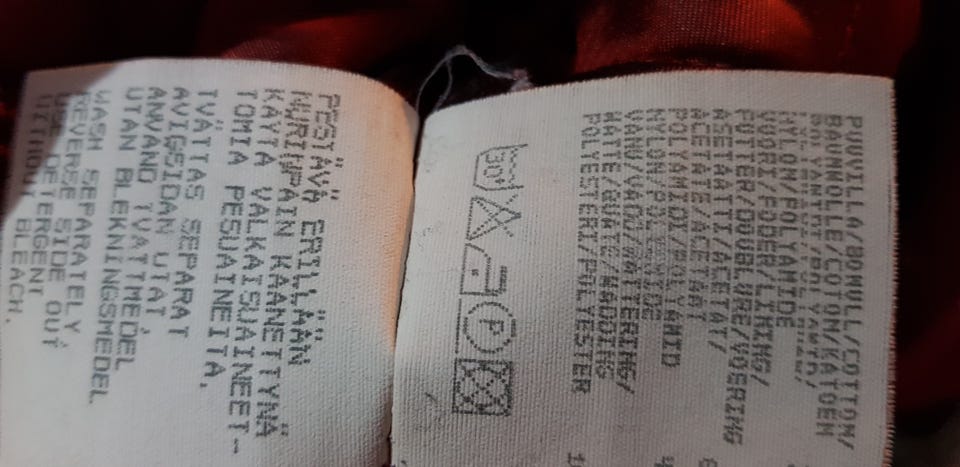 PESTÄVÄ ERILLÄÄN
NURINPÄIN KÄÄNETTYNÄ
KÄYTÄ VALKAISUAINEET-
TOMIA PESUAINEITA.
TVÄTTAS SEPARAT
AVIGSIDAN UTÅT
ANVÄND TVÄTTMEDEL
UTAN BLEKNINGSMEDEL.
WASH SEPARATELY,
REVERSE SIDE OUT
USE DETERGENT
WITHOUT BLEACH.
PUUVILLA/BOMULL/COTTON/
BAUMWOLLE/COTON/KATOEN
NYLON/POLYAMIDE
VUORI/FODER/LINING/
FUTTER/DOUBLURE/VOERING
ASETAATTI/ACETAT/
ACETATE/ACETAAT
POLYAMIDI/POLYAMID
NYLON/POLYAMIDE
VANU/VADD/WATTERING/
WATTE/OUATE/WADDING
POLYESTERI/POLYESTER
30°
P